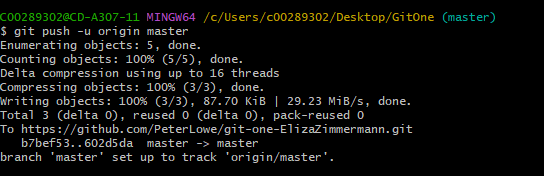 C00289302@CD-A307-11 MINGW64 /c/Users/c00289302/Desktop/GitOne (master)
$ git push -u origin master
Enumerating objects: 5, done.
Counting objects: 100% (5/5), done.
Delta compression using up to 16 threads
Compressing objects: 100% (3/3), done.
Writing objects: 100% (3/3), 87.70 KiB | 29.23 MiB/s, done.
Total 3 (delta 0), reused 0 (delta 0), pack-reused 0
To https://github.com/PeterLowe/git-one-ElizaZimmermann.git
   b7bef53..602d5da  master -> master
branch 'master' set up to track 'origin/master'.